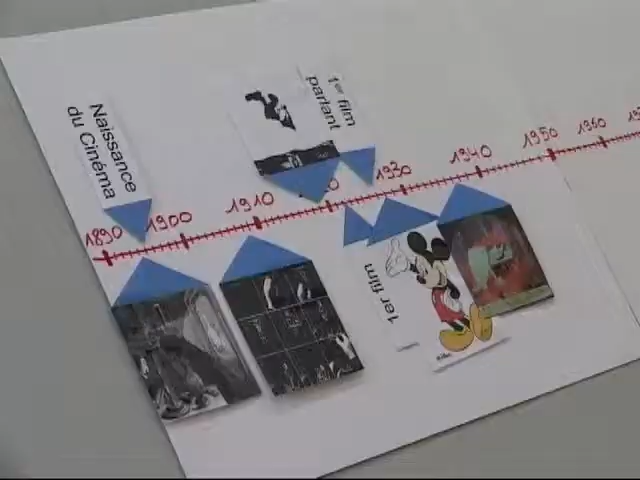 Naissance
du Cinéma
1er film
parlant
1890
1900
1910
1930
1940
1950
1960
1er film